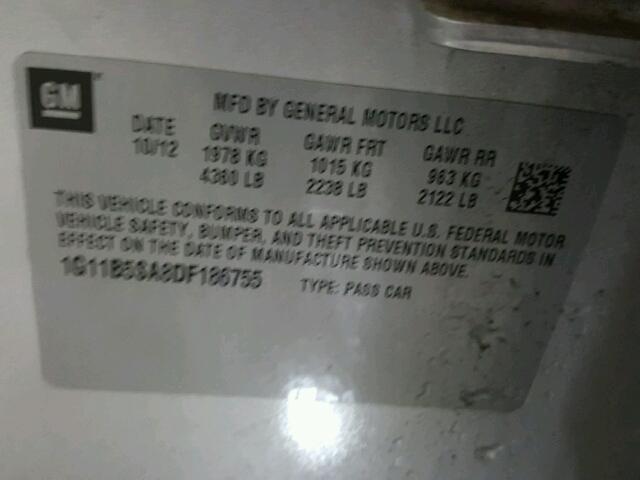 GM
MFD BY GENERAL MOTORS LLC
DATE GVWR GAWR FRT GAWR RR
10/12 1978 KG 1015 KG 963 KG
4360 LB 2238 LB 2122 LB
THIS VEHICLE CONFORMS TO ALL APPLICABLE U.S. FEDERAL MOTOR
VEHICLE SAFETY, BUMPER, AND THEFT PREVENTION STANDARDS IN
EFFECT ON THE DATE OF MANUFACTURE SHOWN ABOVE.
1G11B5SA8DF186755 TYPE: PASS CAR